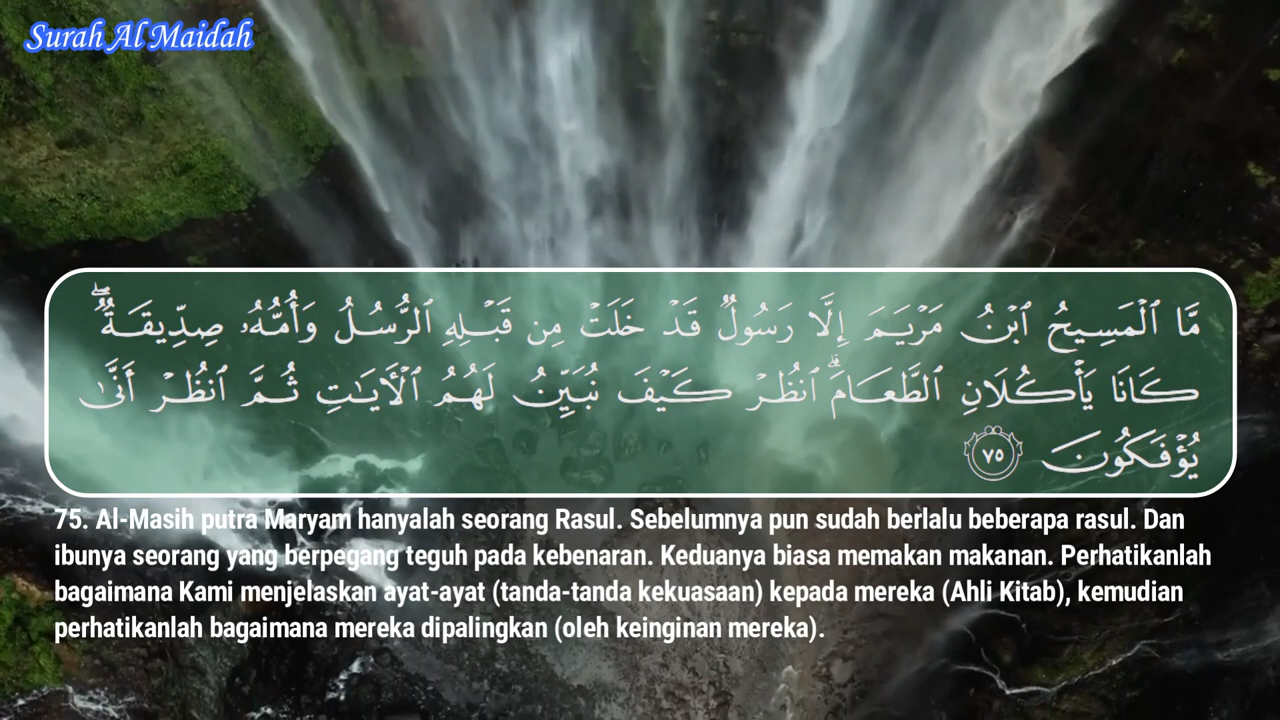 Surah Al Maidah
مَّا ٱلْمَسِيحُ ٱبْنُ مَرْيَمَ إِلَّا رَسُولٌ قَدْ خَلَتْ مِن قَبْلِهِ ٱلرُّسُلُ وَأُمُّهُۥ صِدِّيقَةٌ ۖ
كَانَا يَأْكُلَانِ ٱلطَّعَامَ ۗ ٱنظُرْ كَيْفَ نُبَيِّنُ لَهُمُ ٱلْـَٔايَـٰتِ ثُمَّ ٱنظُرْ أَنَّىٰ
يُؤْفَكُونَ ٧٥
75. Al-Masih putra Maryam hanyalah seorang Rasul. Sebelumnya pun sudah berlalu beberapa rasul. Dan
ibunya seorang yang berpegang teguh pada kebenaran. Keduanya biasa memakan makanan. Perhatikanlah
bagaimana Kami menjelaskan ayat-ayat (tanda-tanda kekuasaan) kepada mereka (Ahli Kitab), kemudian
perhatikanlah bagaimana mereka dipalingkan (oleh keinginan mereka).